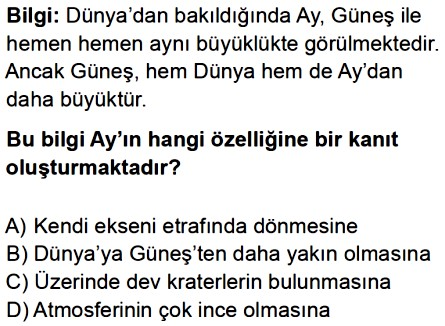 Bilgi: Dünya'dan bakıldığında Ay, Güneş ile
hemen hemen aynı büyüklükte görülmektedir.
Ancak Güneş, hem Dünya hem de Ay'dan
daha büyüktür.
Bu bilgi Ay'ın hangi özelliğine bir kanıt
oluşturmaktadır?
A) Kendi ekseni etrafında dönmesine
B) Dünya'ya Güneş'ten daha yakın olmasına
C) Üzerinde dev kraterlerin bulunmasına
D) Atmosferinin çok ince olmasına